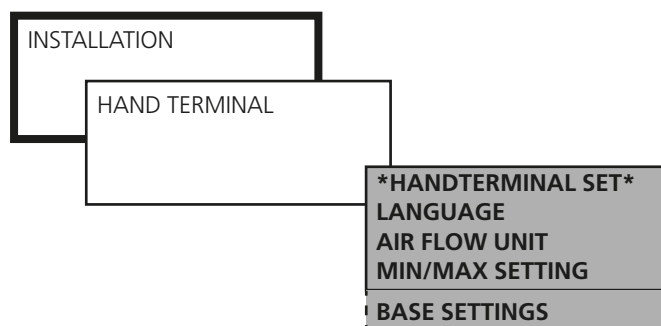 INSTALLATION
HAND TERMINAL
*HANDTERMINAL SET*
LANGUAGE
AIR FLOW UNIT
MIN/MAX SETTING
BASE SETTINGS